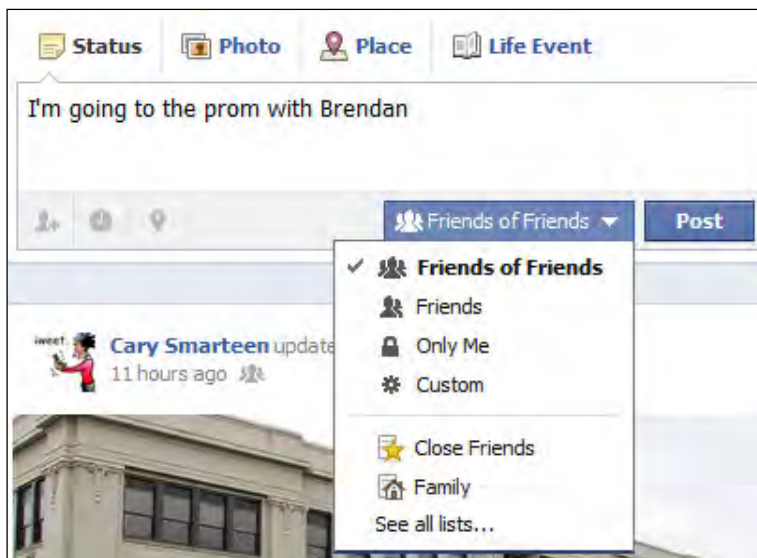 Status Photo Place Life Event
I'm going to the prom with Brendan
Friends of Friends Post
Friends of Friends
Friends
Only Me
Custom
Cary Smarteen update
11 hours ago
Close Friends
Family
See all lists...